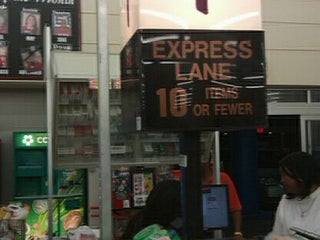 EXPRESS
LANE
10 ITEMS
OR FEWER